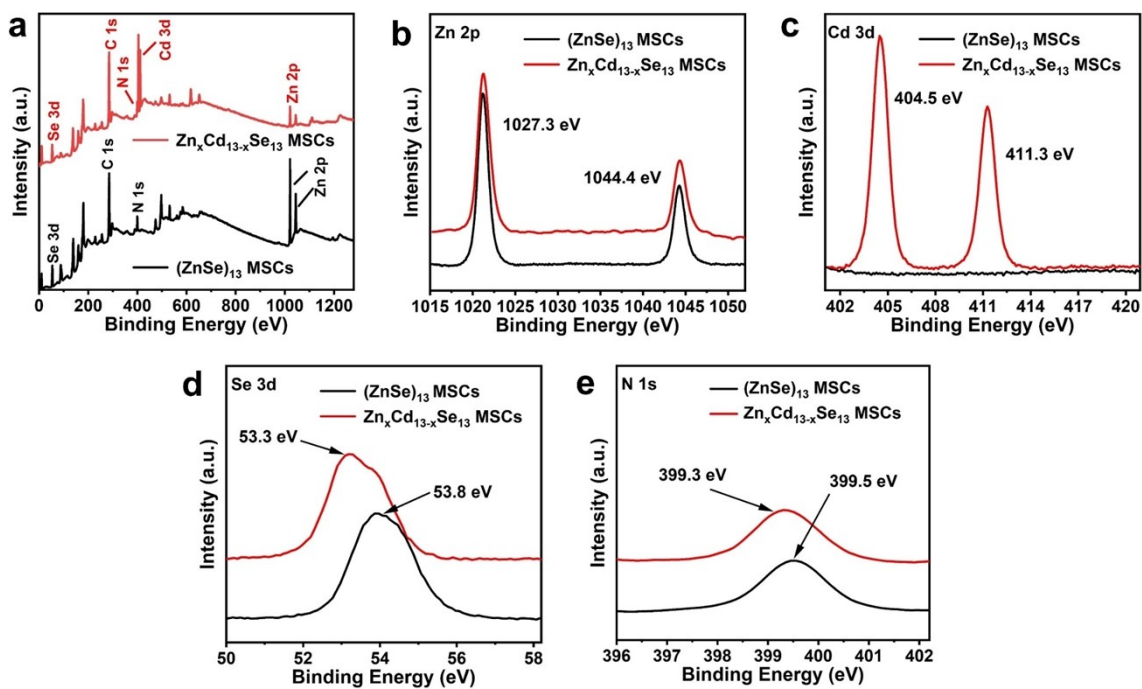 a
Intensity (a.u.)
Se 3d
C 1s
N 1s
Cd 3d
Zn 2p
ZnₓCd₁₃₋ₓSe₁₃ MSCs
Se 3d
C 1s
N 1s
Zn 2p
(ZnSe)₁₃ MSCs
0 200 400 600 800 1000 1200
Binding Energy (eV)
b
Zn 2p
(ZnSe)₁₃ MSCs
ZnₓCd₁₃₋ₓSe₁₃ MSCs
1027.3 eV
1044.4 eV
Intensity (a.u.)
1015 1020 1025 1030 1035 1040 1045 1050
Binding Energy (eV)
c
Cd 3d
(ZnSe)₁₃ MSCs
ZnₓCd₁₃₋ₓSe₁₃ MSCs
404.5 eV
411.3 eV
Intensity (a.u.)
402 405 408 411 414 417 420
Binding Energy (eV)
d
Se 3d
(ZnSe)₁₃ MSCs
ZnₓCd₁₃₋ₓSe₁₃ MSCs
53.3 eV
53.8 eV
Intensity (a.u.)
50 52 54 56 58
Binding Energy (eV)
e
N 1s
(ZnSe)₁₃ MSCs
ZnₓCd₁₃₋ₓSe₁₃ MSCs
399.3 eV
399.5 eV
Intensity (a.u.)
396 397 398 399 400 401 402
Binding Energy (eV)